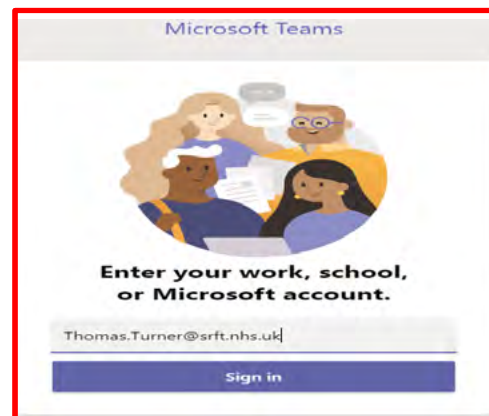 Microsoft Teams
Enter your work, school,
or Microsoft account.
Thomas.Turner@srft.nhs.uk
Sign in